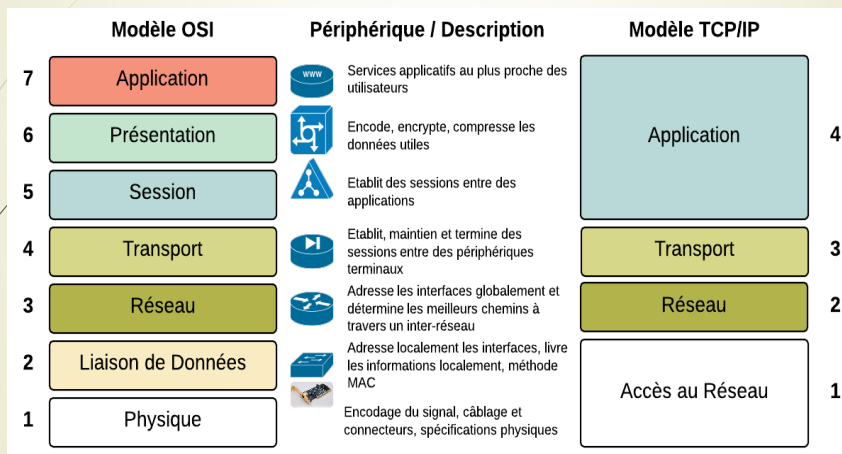 Modèle OSI
Périphérique / Description
Modèle TCP/IP
7
Application
www
Services applicatifs au plus proche des
utilisateurs
6
Présentation
Encode, encrypte, compresse les
données utiles
Application
4
5
Session
Etablit des sessions entre des
applications
4
Transport
Etablit, maintien et termine des
sessions entre des périphériques
terminaux
Transport
3
3
Réseau
Adresse les interfaces globalement et
détermine les meilleurs chemins à
travers un inter-réseau
Réseau
2
2
Liaison de Données
Adresse localement les interfaces, livre
les informations localement, méthode
MAC
Accès au Réseau
1
1
Physique
Encodage du signal, câblage et
connecteurs, spécifications physiques